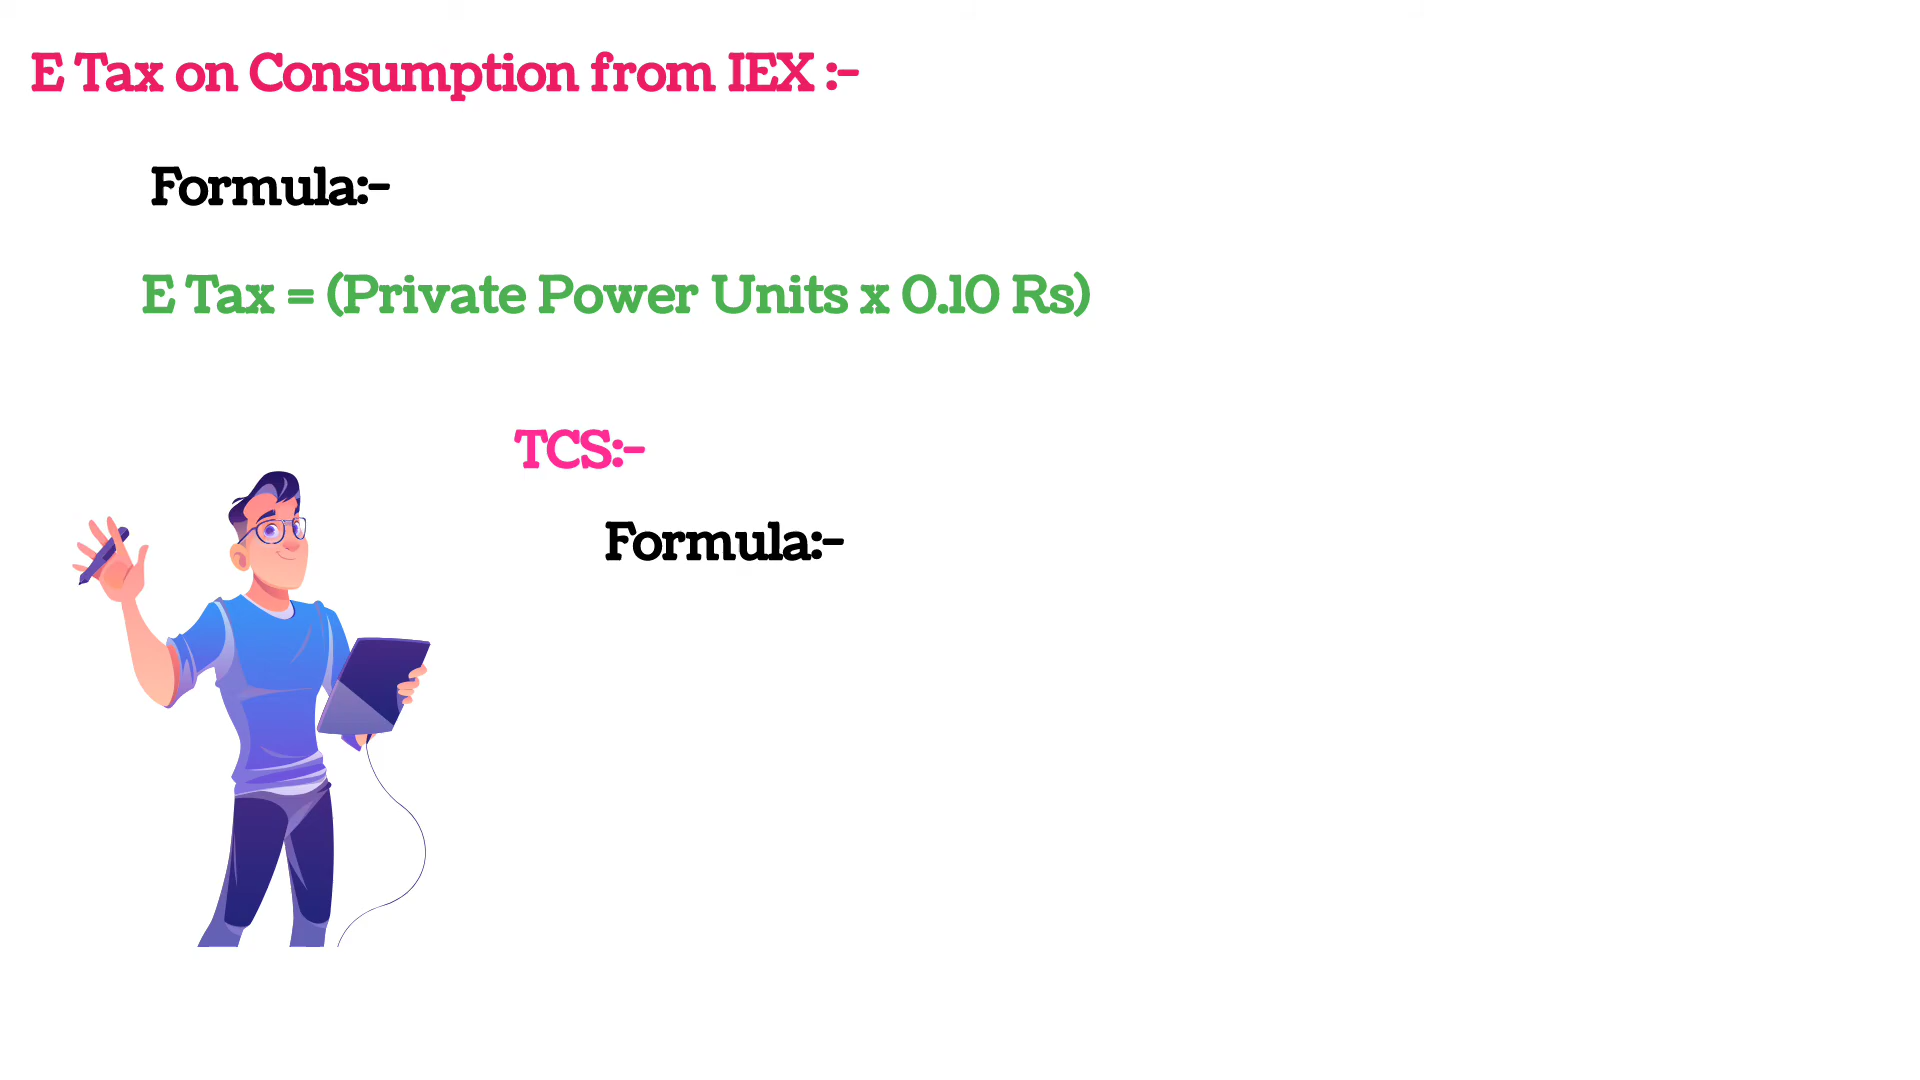 E Tax on Consumption from IEX :-
Formula:-
E Tax = (Private Power Units x 0.10 Rs)
TCS:-
Formula:-